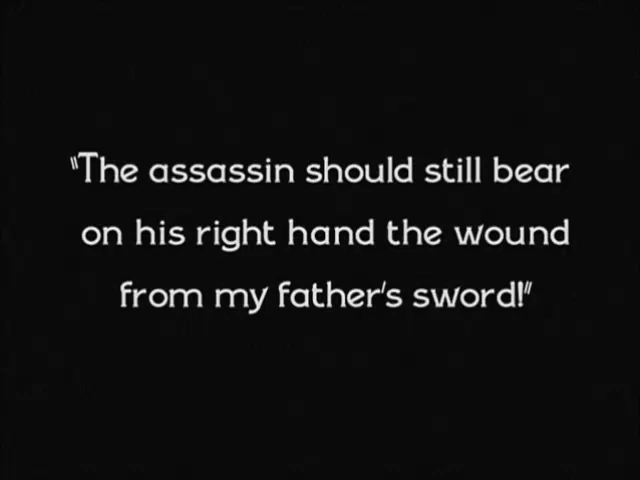 "The assassin should still bear
on his right hand the wound
from my father's sword!"